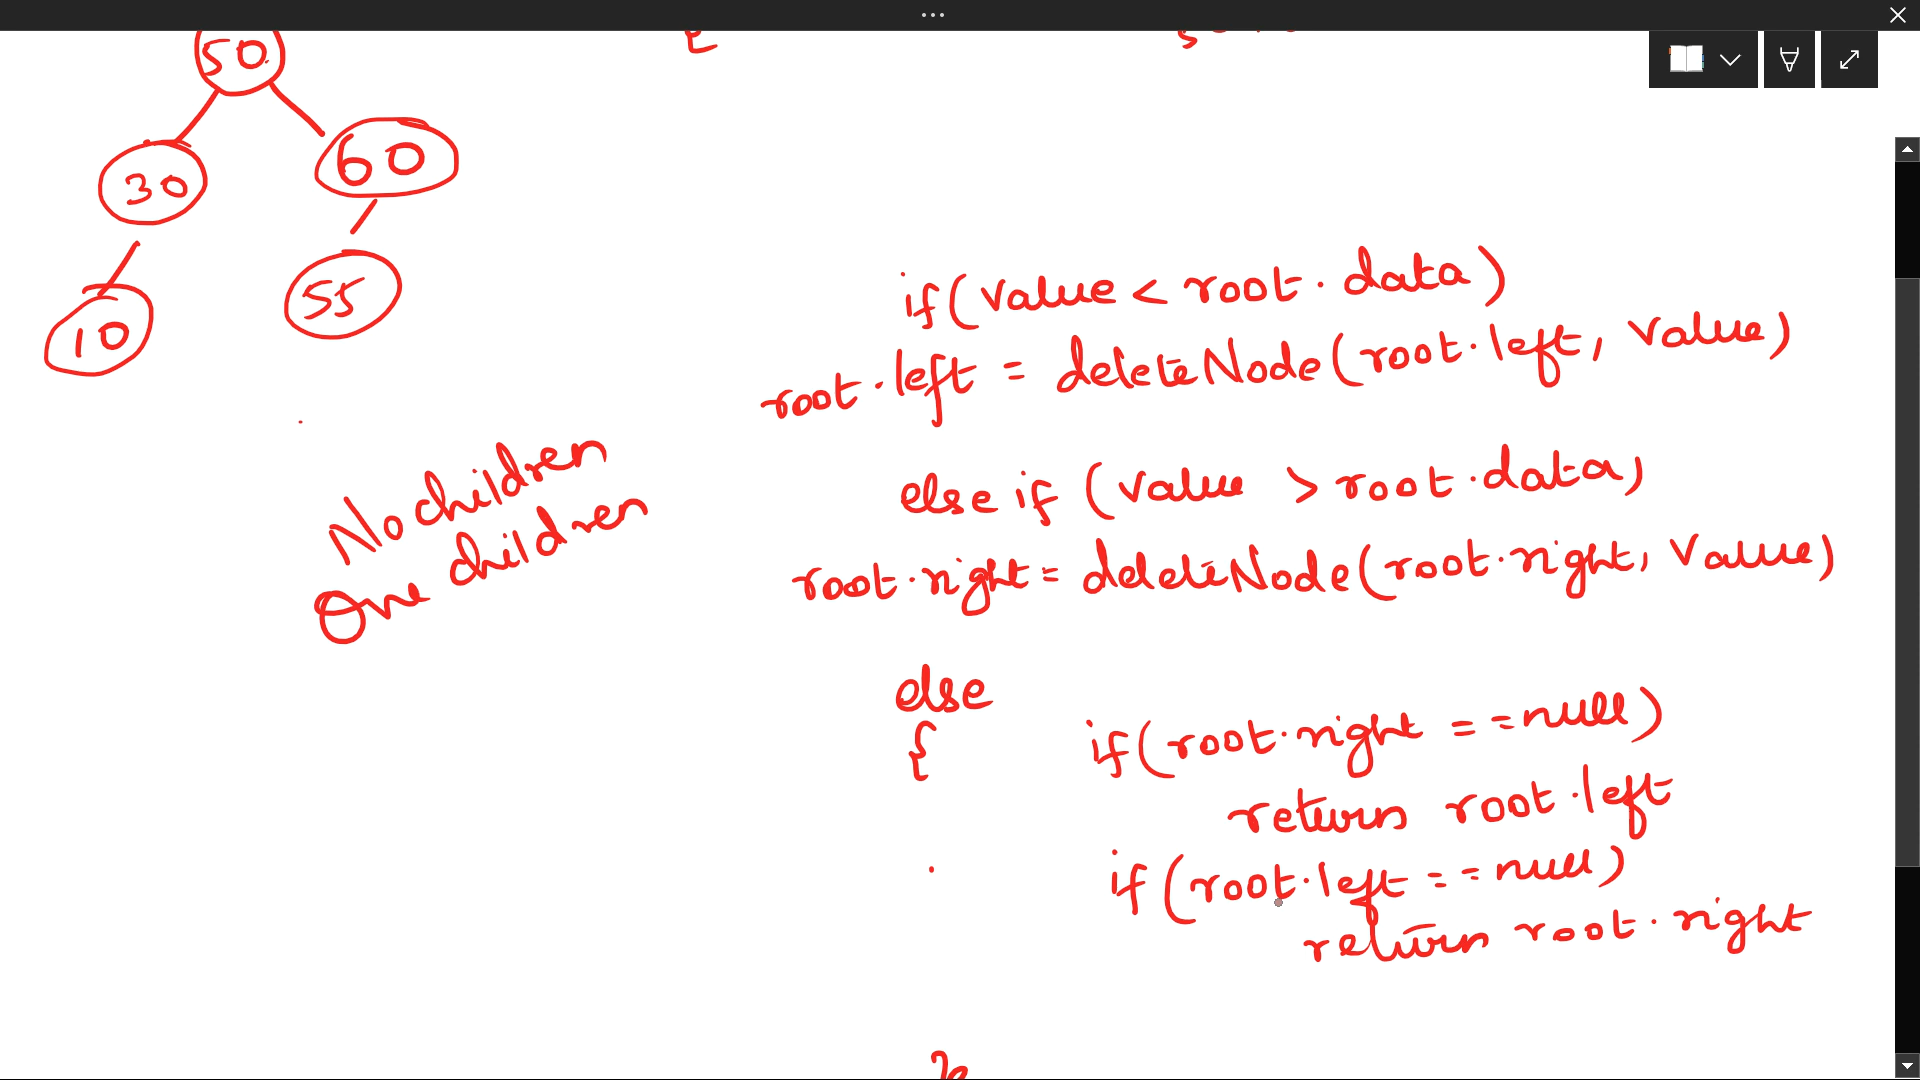 50
30
60
10
55
No children
One children
if(value < root.data)
root.left = deleteNode(root.left, value)
else if (value > root.data)
root.right = deleteNode(root.right, value)
else
{
if(root.right == null)
return root.left
if(root.left == null)
return root.right